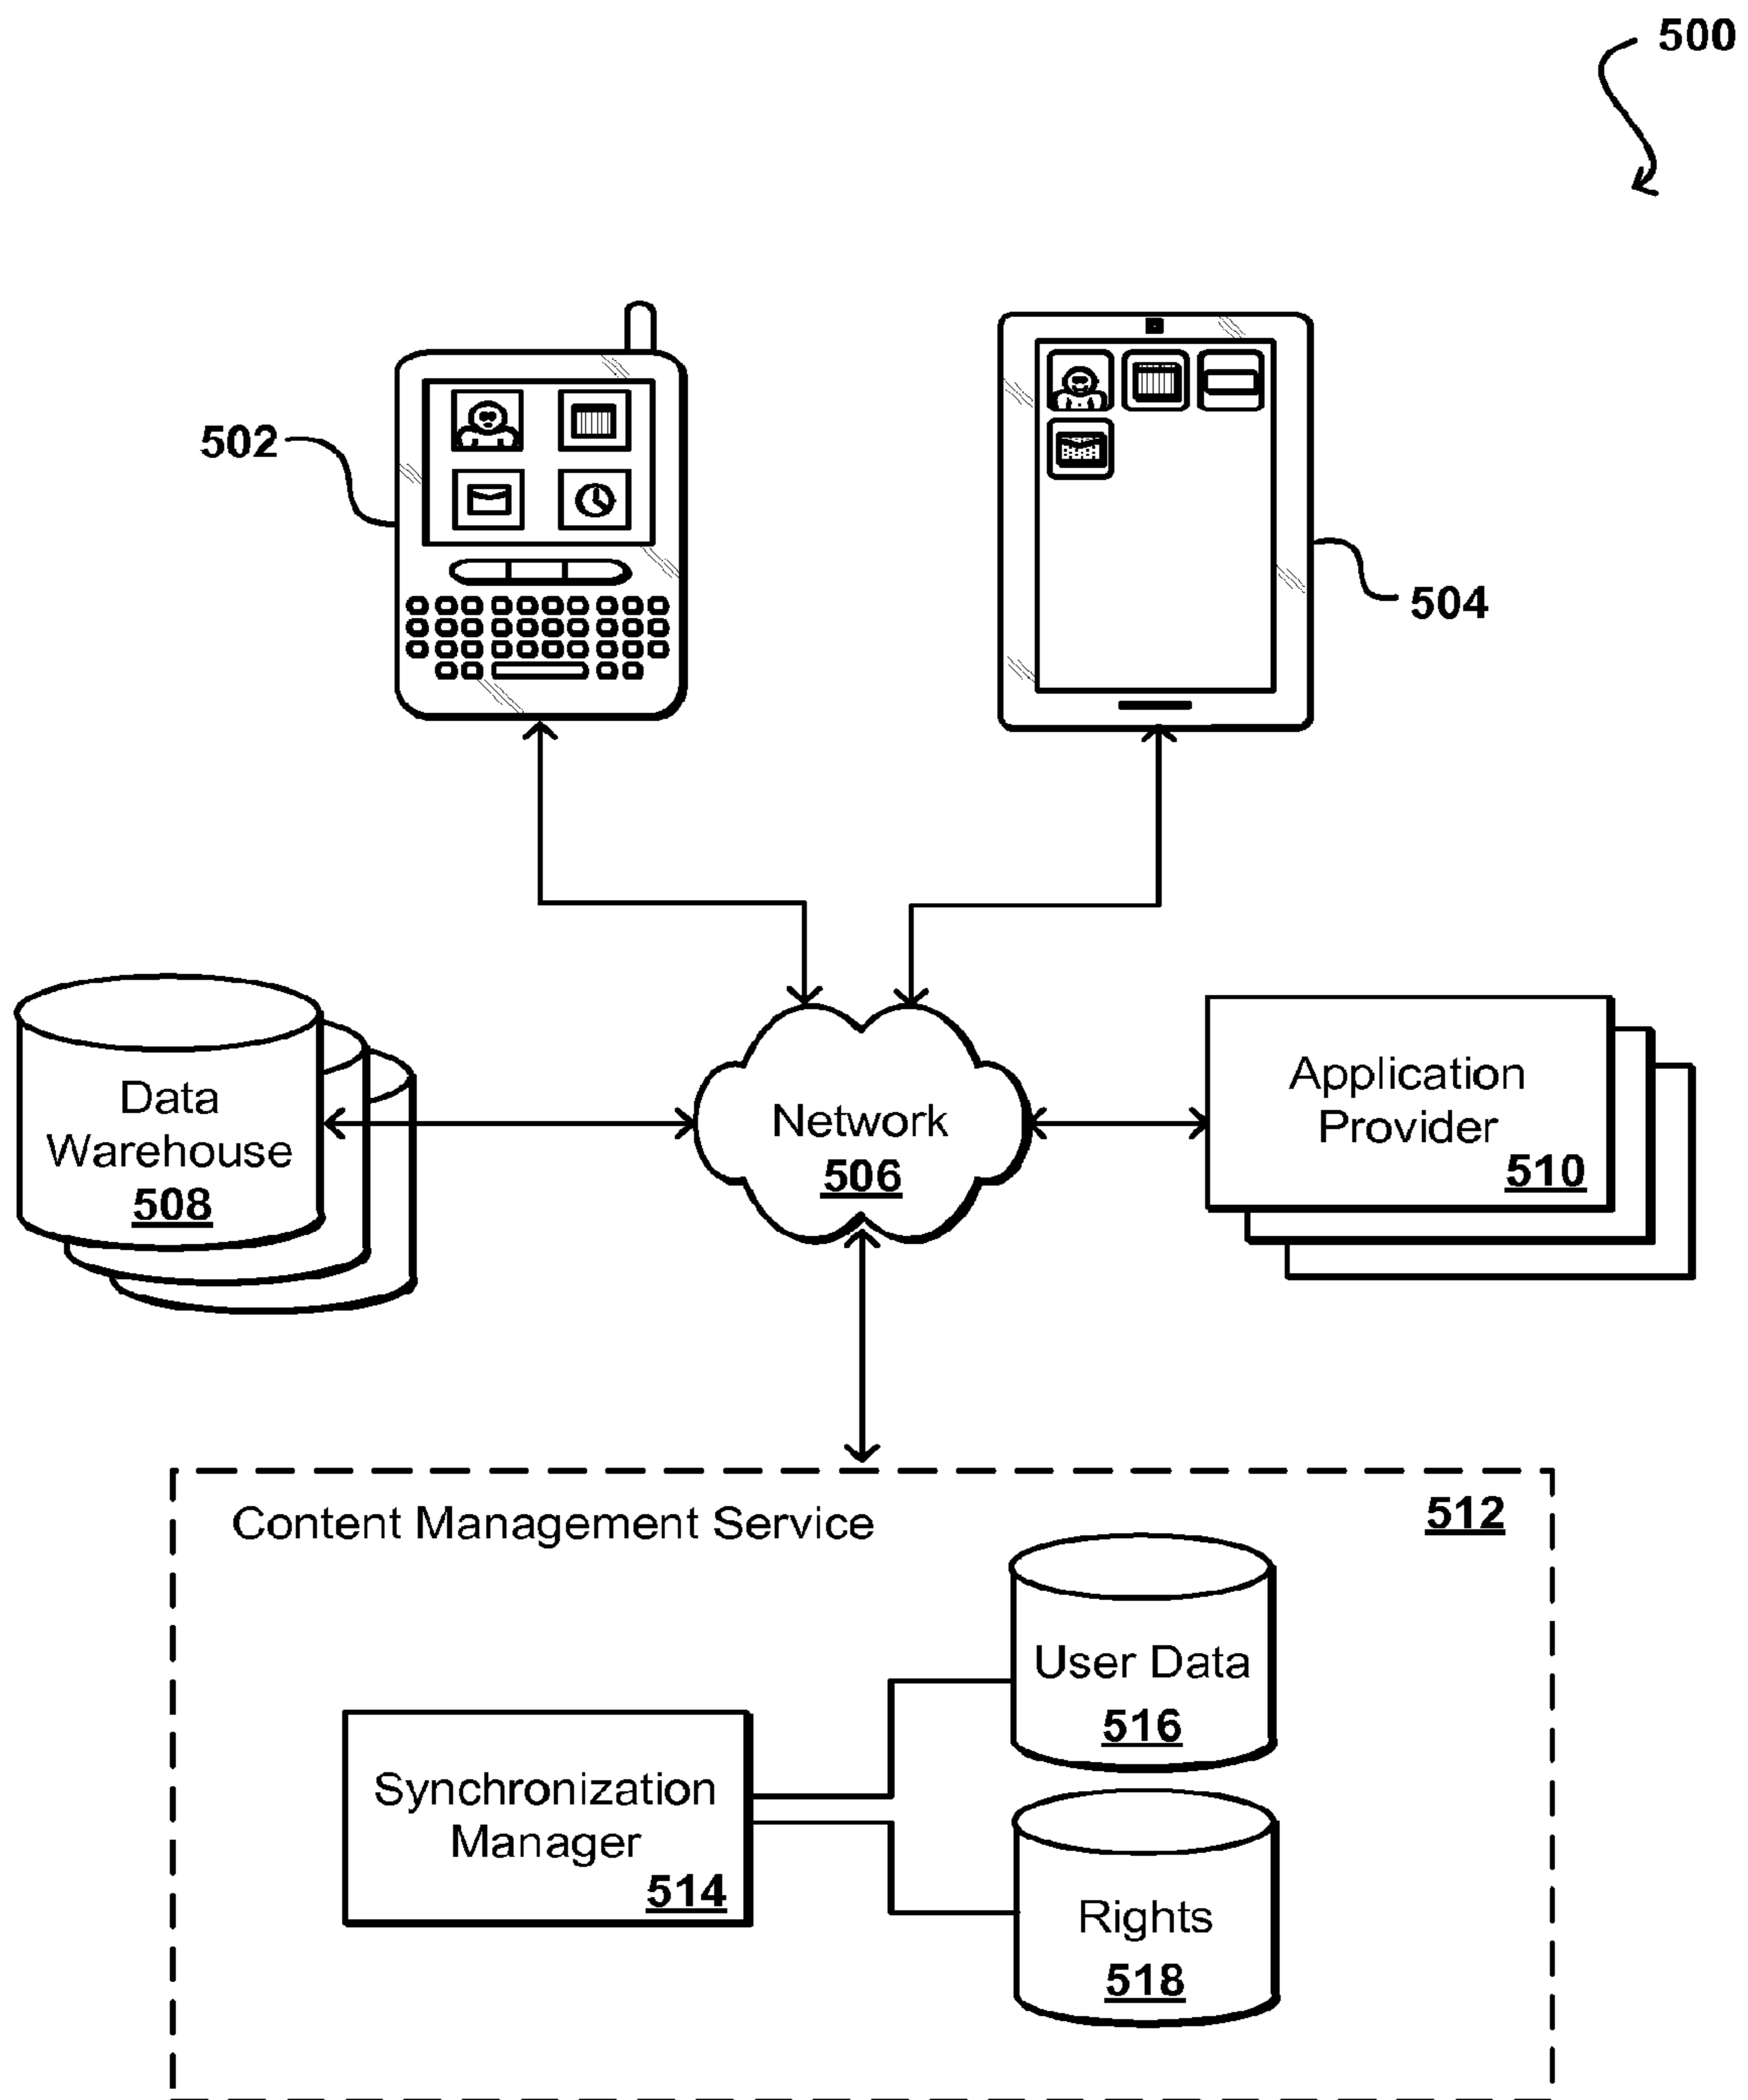 500
502
504
Data
Warehouse
508
Network
506
Application
Provider
510
Content Management Service
512
User Data
516
Synchronization
Manager
514
Rights
518